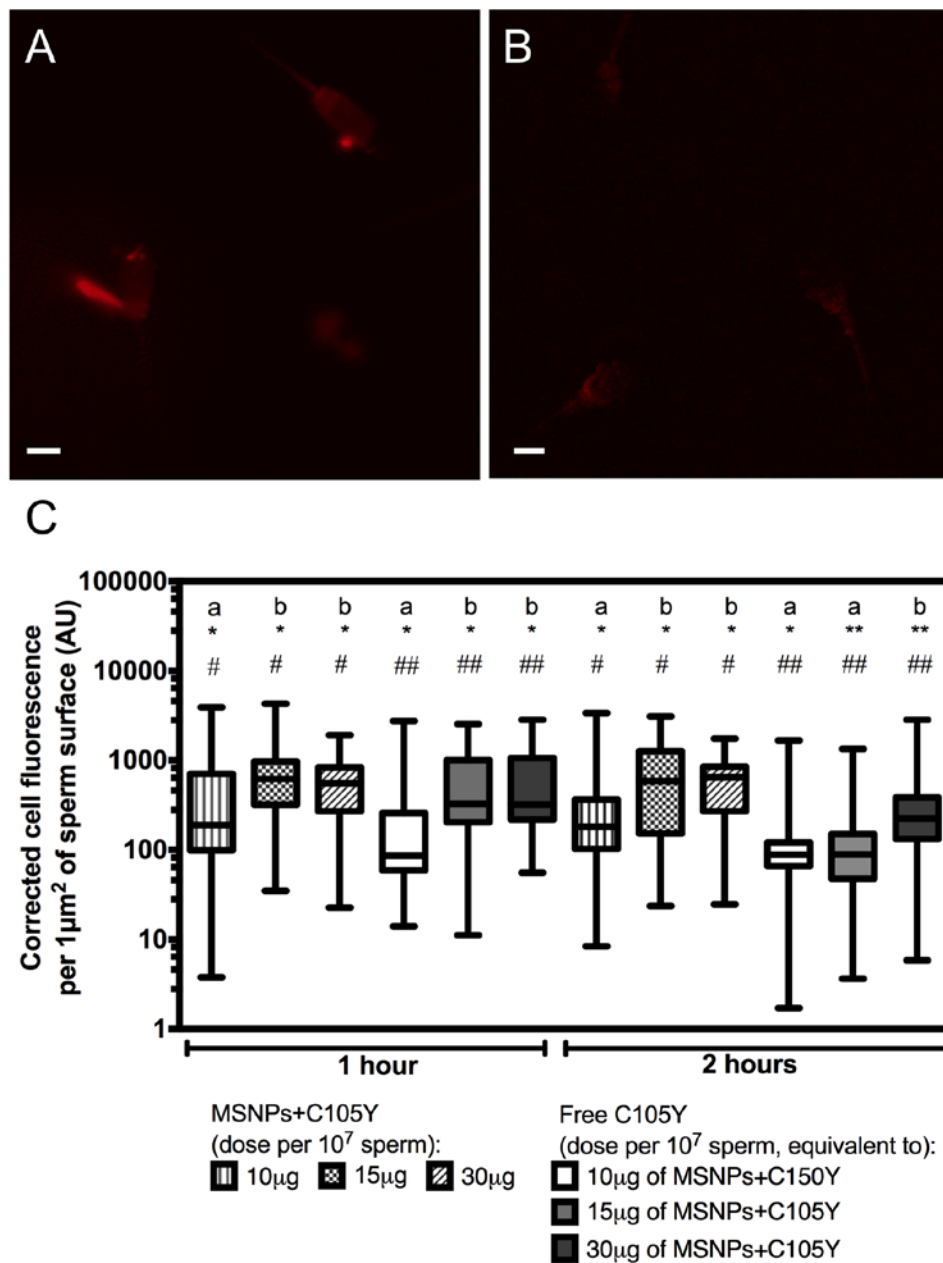 A
B
C
Corrected cell fluorescence
per 1μm² of sperm surface (AU)
100000
10000
1000
100
10
1
a b b a b b a b b a a b
* * * * * * * * * * ** **
# # # ## ## ## # # # ## ## ##
1 hour
2 hours
MSNPs+C105Y
(dose per 10⁷ sperm):
10μg 15μg 30μg
Free C105Y
(dose per 10⁷ sperm, equivalent to):
10μg of MSNPs+C150Y
15μg of MSNPs+C105Y
30μg of MSNPs+C105Y